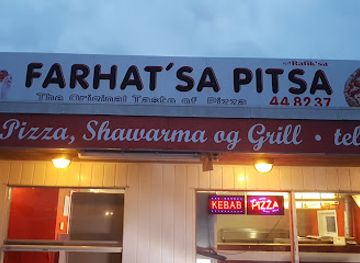 saRafik'sa
FARHAT'SA PITSA
The Original Taste of Pizza
44 82 37
Pizza, Shawarma og Grill • tel
KEBAB
PIZZA